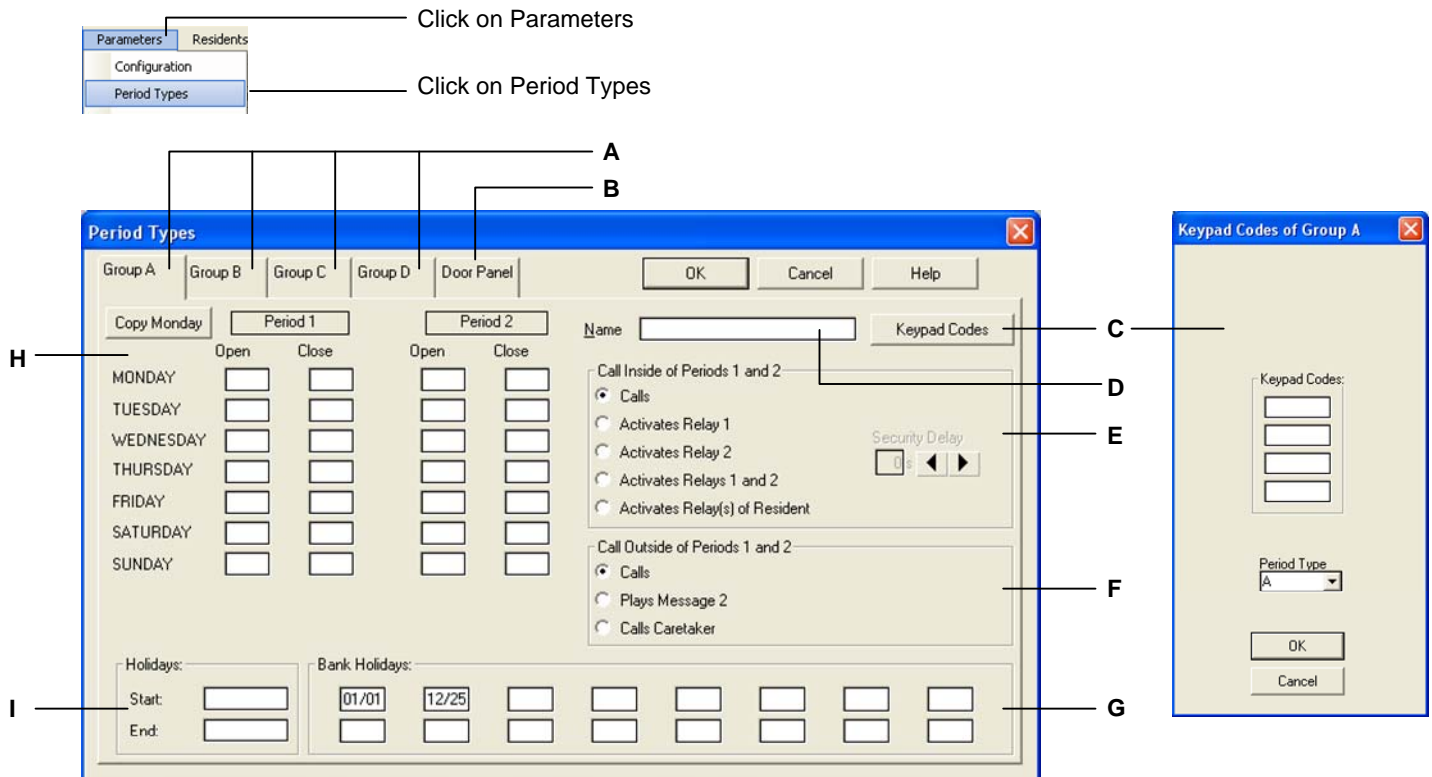 Click on Parameters
Parameters Residents
Configuration
Period Types
Click on Period Types
A
B
Period Types
Group A Group B Group C Group D Door Panel OK Cancel Help
Copy Monday Period 1 Period 2 Name Keypad Codes
C
H
Open Close Open Close
MONDAY
TUESDAY
WEDNESDAY
THURSDAY
FRIDAY
SATURDAY
SUNDAY
Call Inside of Periods 1 and 2
D
Calls
Activates Relay 1
Activates Relay 2
Activates Relays 1 and 2
Activates Relay(s) of Resident
Security Delay
0 s
E
Call Outside of Periods 1 and 2
Calls
Plays Message 2
Calls Caretaker
F
Holidays:
Start:
End:
I
Bank Holidays:
01/01 12/25
G
Keypad Codes of Group A
Keypad Codes:
Period Type
A
OK
Cancel